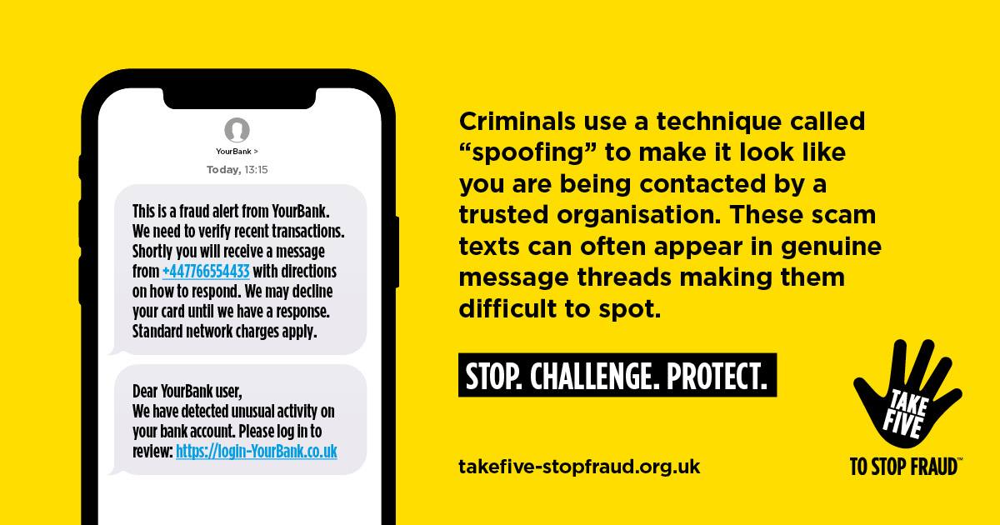 YourBank >
Today, 13:15
This is a fraud alert from YourBank.
We need to verify recent transactions.
Shortly you will receive a message
from +447766554433 with directions
on how to respond. We may decline
your card until we have a response.
Standard network charges apply.
Dear YourBank user,
We have detected unusual activity on
your bank account. Please log in to
review: https://login-YourBank.co.uk
Criminals use a technique called
“spoofing” to make it look like
you are being contacted by a
trusted organisation. These scam
texts can often appear in genuine
message threads making them
difficult to spot.
STOP. CHALLENGE. PROTECT.
takefive-stopfraud.org.uk
TAKE
FIVE
TO STOP FRAUD™